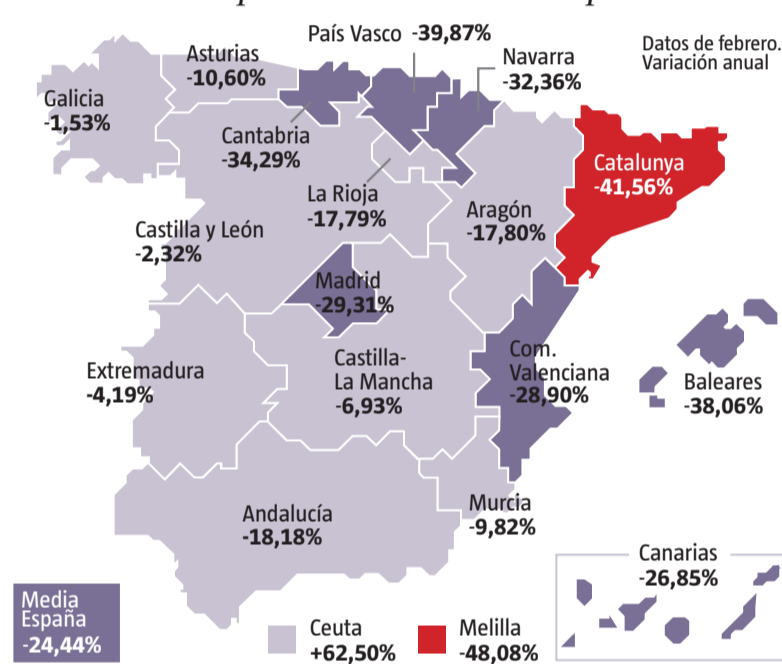 País Vasco -39,87%
Asturias
-10,60%
Navarra
-32,36%
Datos de febrero.
Variación anual
Galicia
-1,53%
Cantabria
-34,29%
Catalunya
-41,56%
La Rioja
-17,79%
Aragón
-17,80%
Castilla y León
-2,32%
Madrid
-29,31%
Extremadura
-4,19%
Castilla-
La Mancha
-6,93%
Com.
Valenciana
-28,90%
Baleares
-38,06%
Andalucía
-18,18%
Murcia
-9,82%
Canarias
-26,85%
Media
España
-24,44%
Ceuta
+62,50%
Melilla
-48,08%